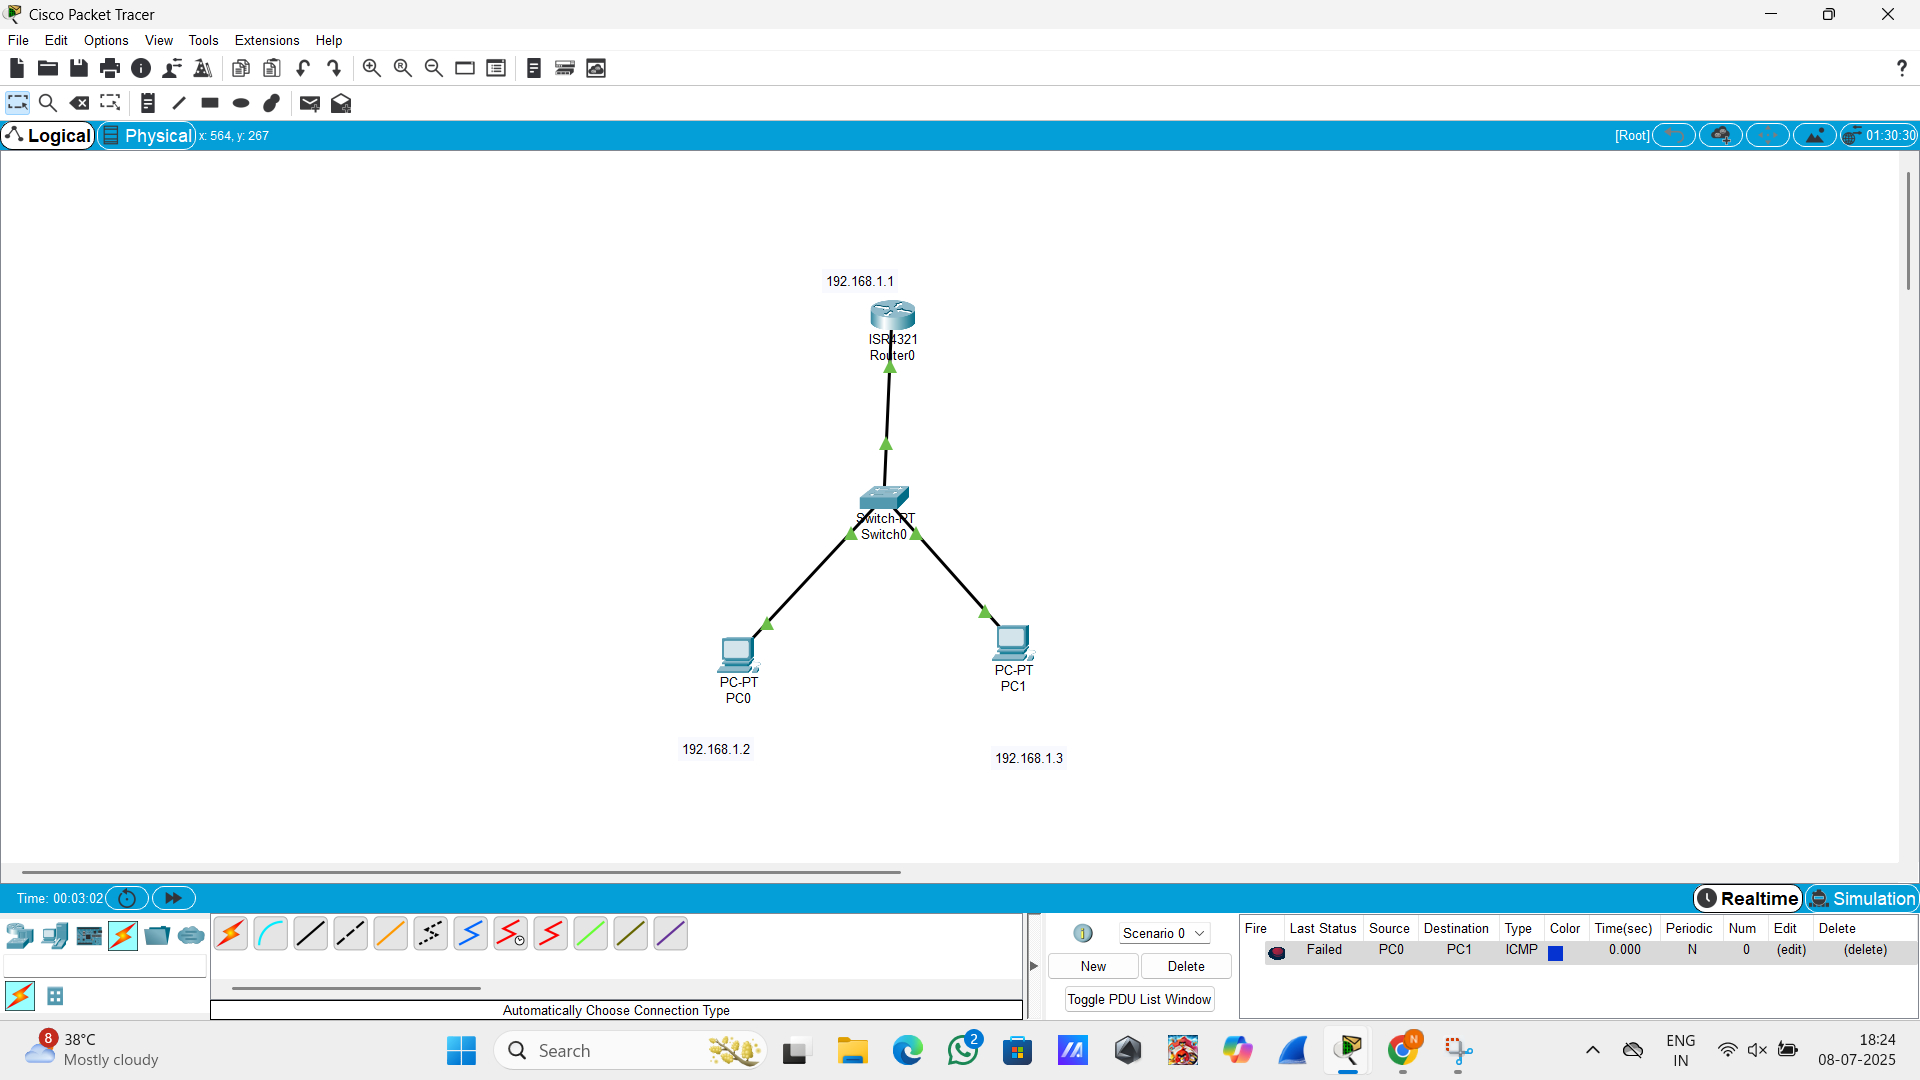 Cisco Packet Tracer
File Edit Options View Tools Extensions Help
?
Logical Physical x: 564, y: 267 [Root] 01:30:30
192.168.1.1
ISR4321
Router0
Switch-PT
Switch0
PC-PT
PC0
PC-PT
PC1
192.168.1.2
192.168.1.3
Time: 00:03:02 Realtime Simulation
Scenario 0
New Delete
Toggle PDU List Window
Fire Last Status Source Destination Type Color Time(sec) Periodic Num Edit Delete
Failed PC0 PC1 ICMP 0.000 N 0 (edit) (delete)
Automatically Choose Connection Type
8
38°C
Mostly cloudy
Search
2
N
ENG
IN
18:24
08-07-2025